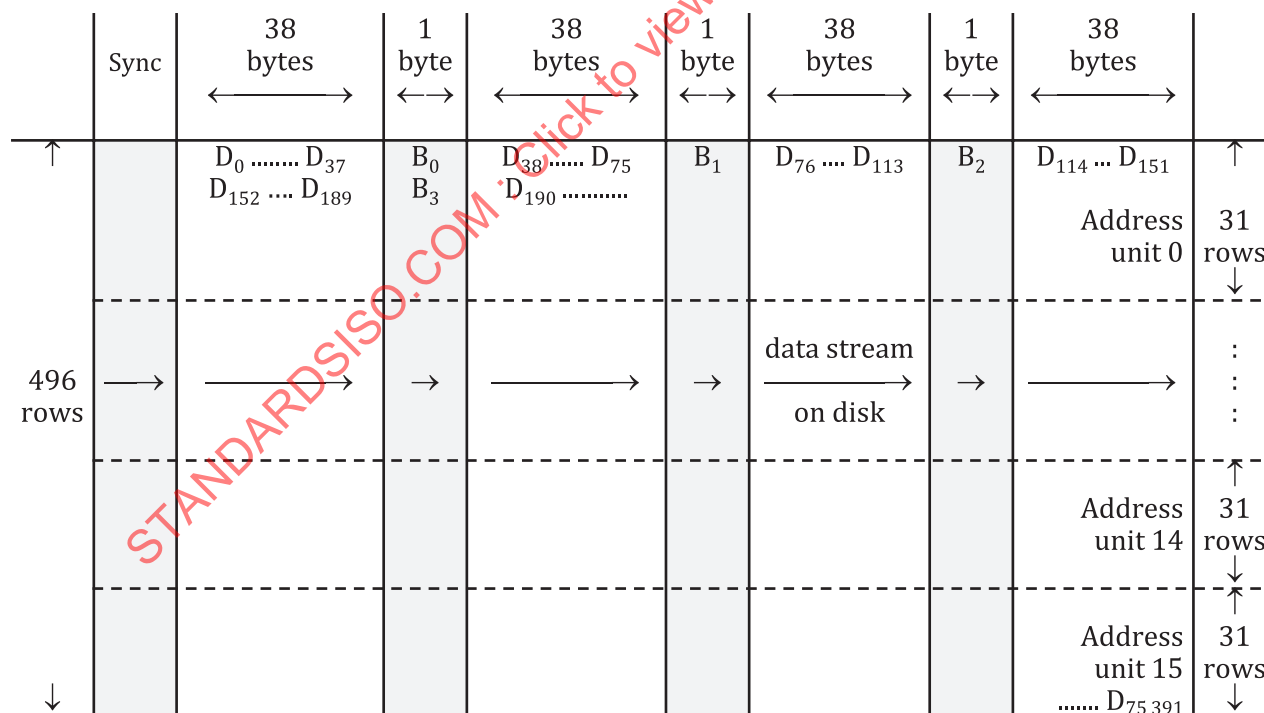 Sync
38 bytes
1 byte
38 bytes
1 byte
38 bytes
1 byte
38 bytes
D0 ........ D37 B0 D38 ...... D75 B1 D76 .... D113 B2 D114 ... D151
D152 .... D189 B3 D190 ...........
Address
unit 0
31
rows
496
rows
data stream
on disk
:
:
:
Address
unit 14
31
rows
Address
unit 15
31
rows
...... D75 391
STANDARDSISO.COM : Click to view